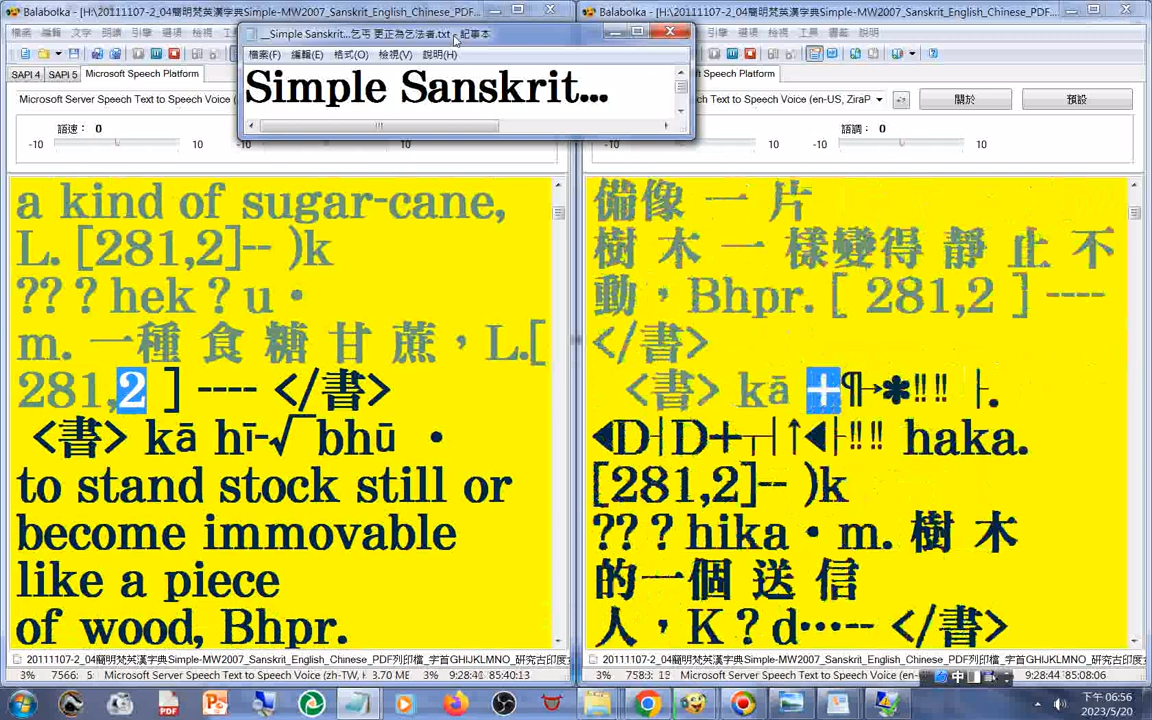 Balabolka - [H:\20111107-2_04簡明梵英漢字典Simple-MW2007_Sanskrit_English_Chinese_PDF...
Balabolka - [H:\20111107-2_04簡明梵英漢字典Simple-MW2007_Sanskrit_English_Chinese_PDF...
檔案 編輯 文字
__Simple Sanskrit...乞丐 更正為乞法者.txt - 記事本
檔案(F) 編輯(E) 格式(O) 檢視(V) 說明(H)
Simple Sanskrit...
SAPI 4 SAPI 5 Microsoft Speech Platform
Speech Platform
Microsoft Server Speech Text to Speech Voice (
Microsoft Server Speech Text to Speech Voice (en-US, ZiraP
關於
預設
語速： 0
語調： 0
-10 10
10
-10 10
-10 10
a kind of sugar-cane,
L. [281,2]-- )k
?? ? hek ? u •
m. 一種 食 糖 甘 蔗，L.[
281,2 ] ---- </書>
<書> kā hī-√ bhū •
to stand stock still or
become immovable
like a piece
of wood, Bhpr.
備像 一 片
樹 木 一 樣變得 靜 止 不
動，Bhpr. [ 281,2 ] ----
</書>
<書> kā ┼¶→✱‼‼ ├.
◄D┤D┼┬┤↑◄├‼‼ haka.
[281,2]-- )k
?? ? hika • m. 樹 木
的一個 送 信
人，K ? d…-- </書>
20111107-2_04簡明梵英漢字典Simple-MW2007_Sanskrit_English_Chinese_PDF列印檔_字首GHIJKLMNO_研究古印度
20111107-2_04簡明梵英漢字典Simple-MW2007_Sanskrit_English_Chinese_PDF列印檔_字首GHIJKLMNO_研究古印度
3% 7566: 5 Microsoft Server Speech Text to Speech Voice (zh-TW, 3.70 ME 3% 9:28:41 85:40:13
3% 7583: 19 Microsoft Server Speech Text to Speech Voice 9:28:44 85:08:06
中
PDF
下午 06:56
2023/5/20